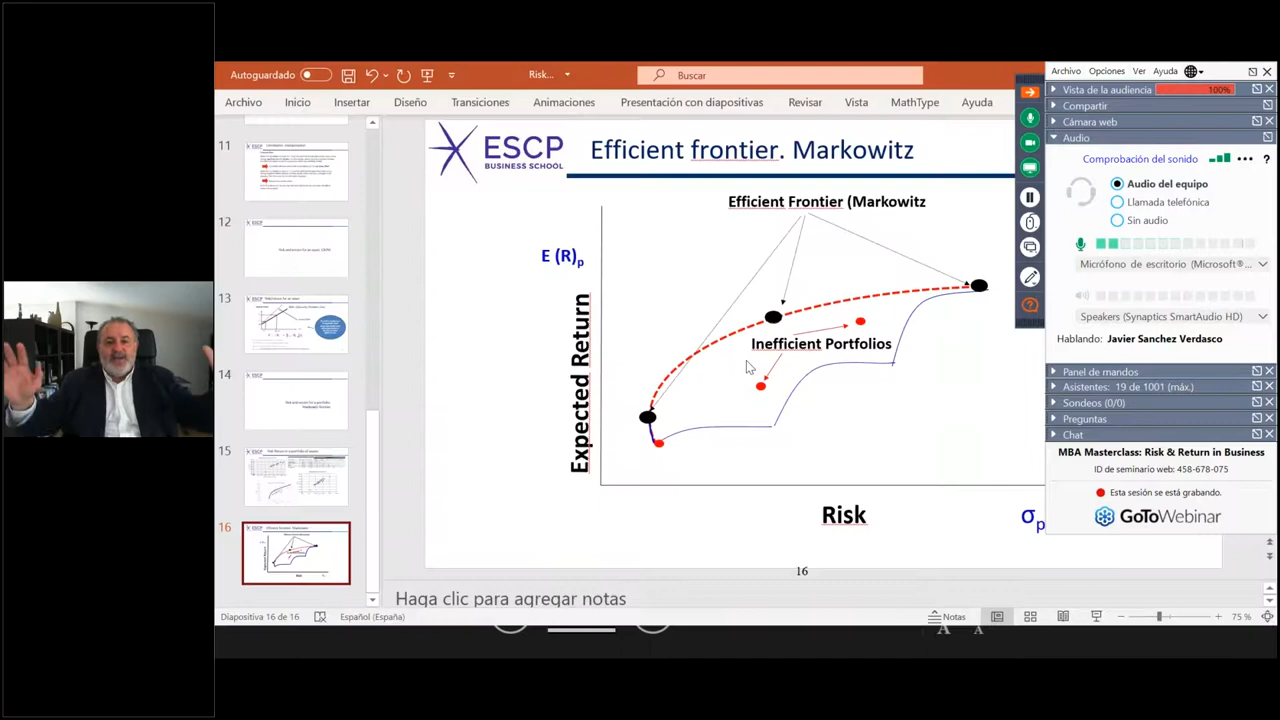 Autoguardado
Risk...
Buscar
Archivo Inicio Insertar Diseño Transiciones Animaciones Presentación con diapositivas Revisar Vista MathType Ayuda
11
12
13
14
15
16
ESCP
BUSINESS SCHOOL
Efficient frontier. Markowitz
Efficient Frontier (Markowitz
E (R)p
Expected Return
Inefficient Portfolios
Risk
σp
16
Haga clic para agregar notas
Diapositiva 16 de 16 Español (España) Notas 75 %
A A
Archivo Opciones Ver Ayuda
Vista de la audiencia 100%
Compartir
Cámara web
Audio
Comprobación del sonido ?
Audio del equipo
Llamada telefónica
Sin audio
Micrófono de escritorio (Microsoft®...
Speakers (Synaptics SmartAudio HD)
Hablando: Javier Sanchez Verdasco
Panel de mandos
Asistentes: 19 de 1001 (máx.)
Sondeos (0/0)
Preguntas
Chat
MBA Masterclass: Risk & Return in Business
ID de seminario web: 458-678-075
Esta sesión se está grabando.
GoToWebinar